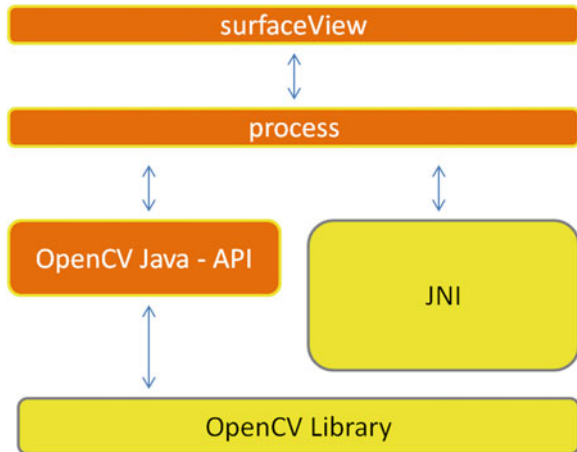 surfaceView
process
OpenCV Java - API
JNI
OpenCV Library